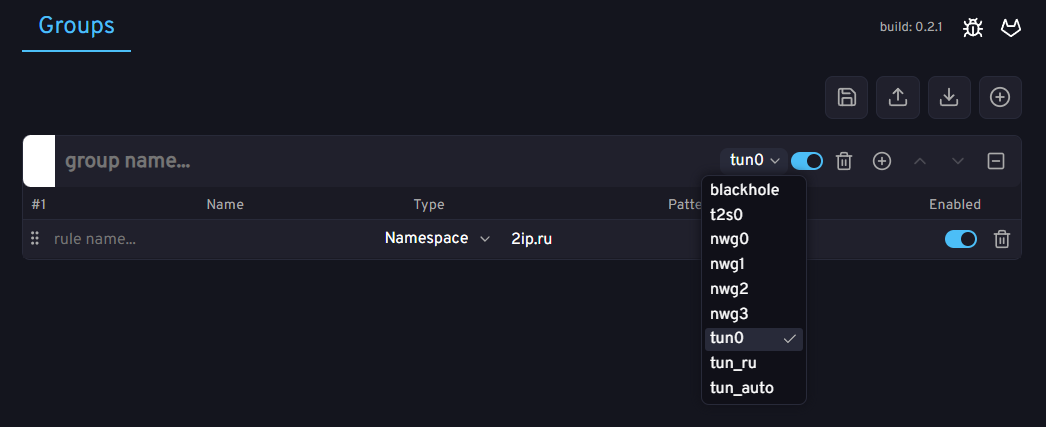 Groups
build: 0.2.1
group name...
tun0
blackhole
t2s0
nwg0
nwg1
nwg2
nwg3
tun0
tun_ru
tun_auto
#1 Name Type Patte Enabled
rule name... Namespace 2ip.ru